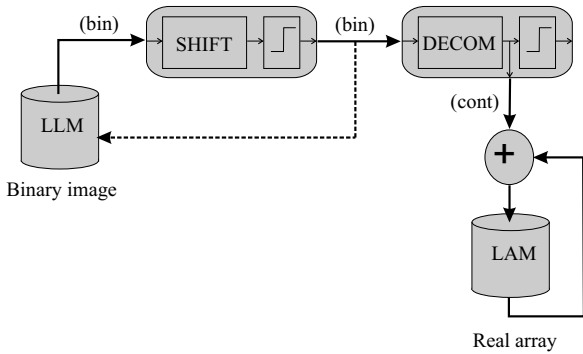 (bin)
SHIFT
(bin)
DECOM
LLM
(cont)
Binary image
+
LAM
Real array